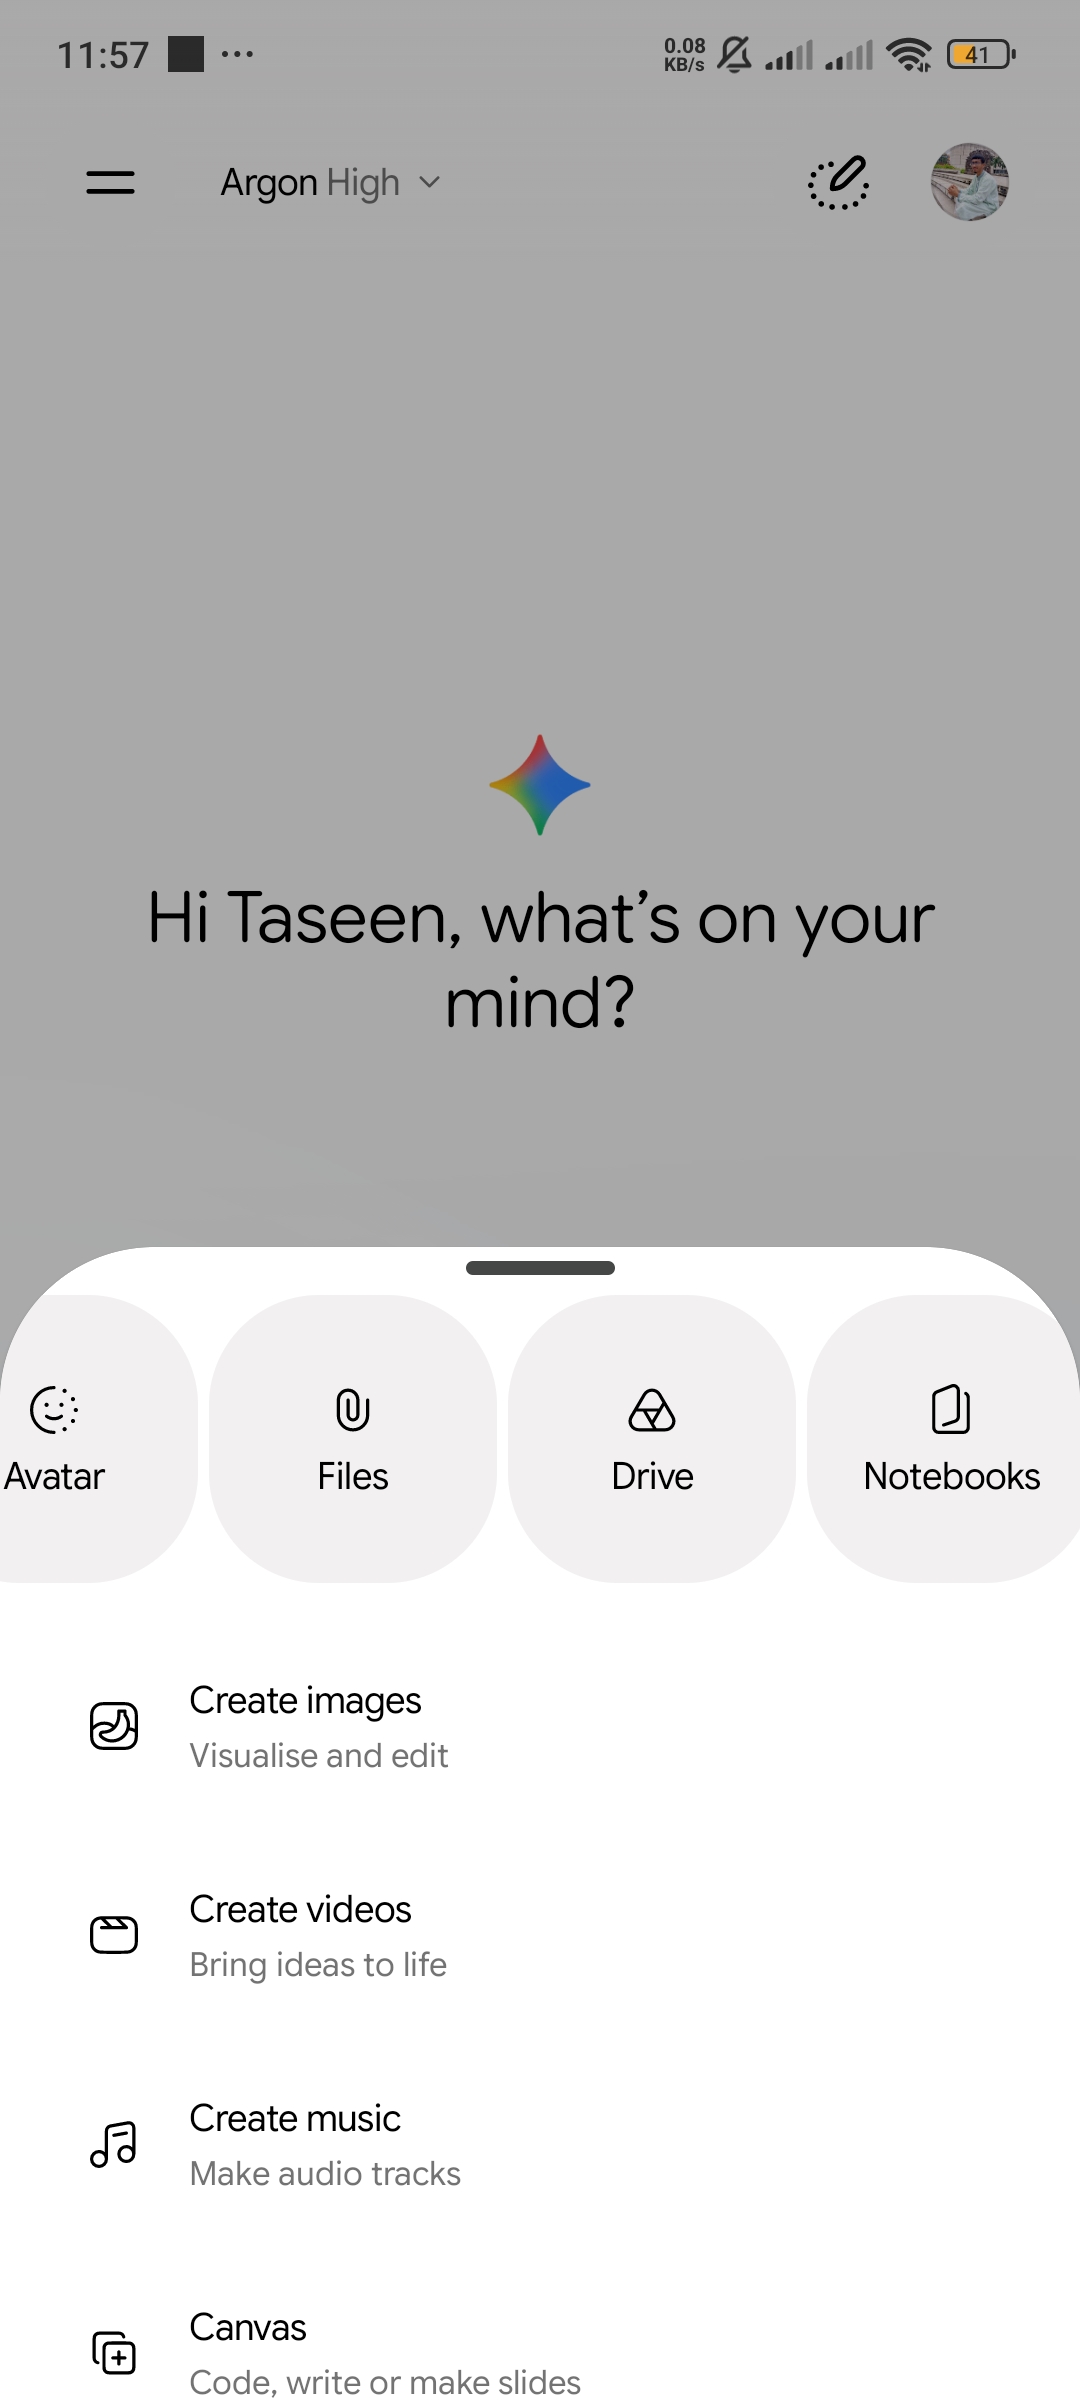 11:57 ...
0.08
KB/s
41
Argon High
Hi Taseen, what’s on your
mind?
Avatar
Files
Drive
Notebooks
Create images
Visualise and edit
Create videos
Bring ideas to life
Create music
Make audio tracks
Canvas
Code, write or make slides